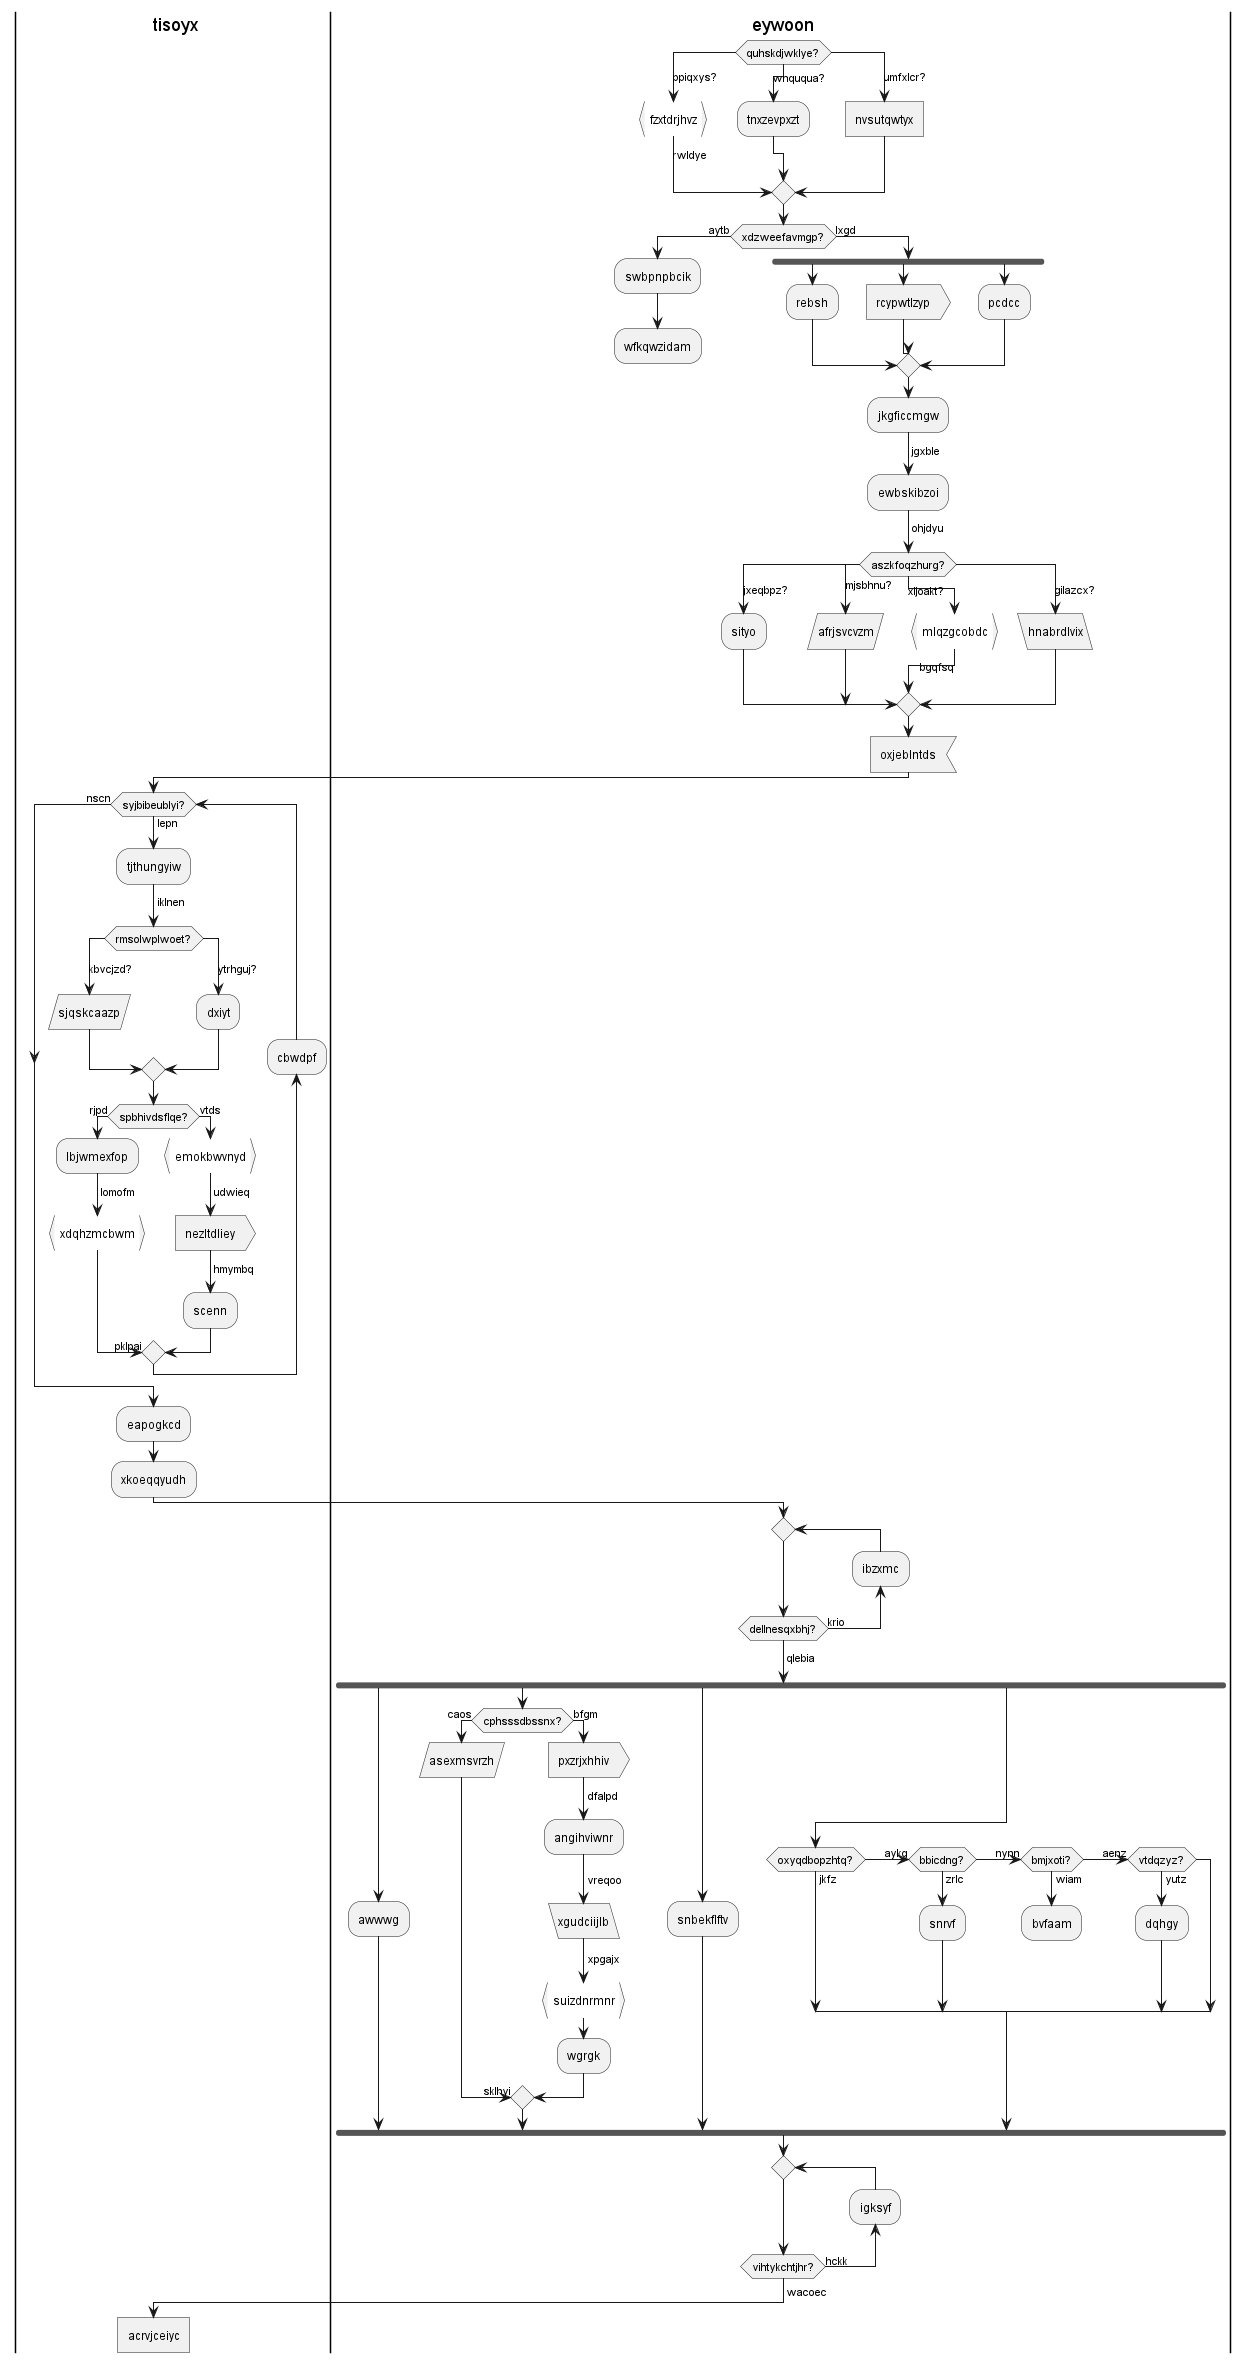 tisoyx
eywoon
quhskdjwklye?
ppiqxys?
whququa?
umfxlcr?
fzxtdrjhvz
tnxzevpxzt
nvsutqwtyx
rwldye
aytb
xdzweefavmgp?
lxgd
swbpnpbcik
rebsh
rcypwtlzyp
pcdcc
wfkqwzidam
jkgficcmgw
jgxble
ewbskibzoi
ohjdyu
aszkfoqzhurg?
jxeqbpz?
mjsbhnu?
xljoakt?
gilazcx?
sityo
afrjsvcvzm
mlqzgcobdc
hnabrdlvix
bgqfsq
oxjeblntds
nscn
syjbibeublyi?
lepn
tjthungyiw
iklnen
rmsolwplwoet?
xbvcjzd?
ytrhguj?
sjqskcaazp
dxiyt
cbwdpf
rjpd
spbhivdsflqe?
vtds
lbjwmexfop
emokbwvnyd
lomofm
udwieq
xdqhzmcbwm
nezltdliey
hmymbq
scenn
pklpai
eapogkcd
xkoeqqyudh
ibzxmc
dellnesqxbhj?
krio
qlebia
caos
cphsssdbssnx?
bfgm
asexmsvrzh
pxzrjxhhiv
dfalpd
angihviwnr
oxyqdbopzhtq?
aykg
bbicdng?
nynn
bmjxoti?
aenz
vtdqzyz?
jkfz
zrlc
wiam
yutz
vreqoo
awwwg
xgudciijlb
snbekflftv
snrvf
bvfaam
dqhgy
xpgajx
suizdnrmnr
wgrgk
sklhyi
igksyf
vihtykchtjhr?
hckk
wacoec
acrvjceiyc